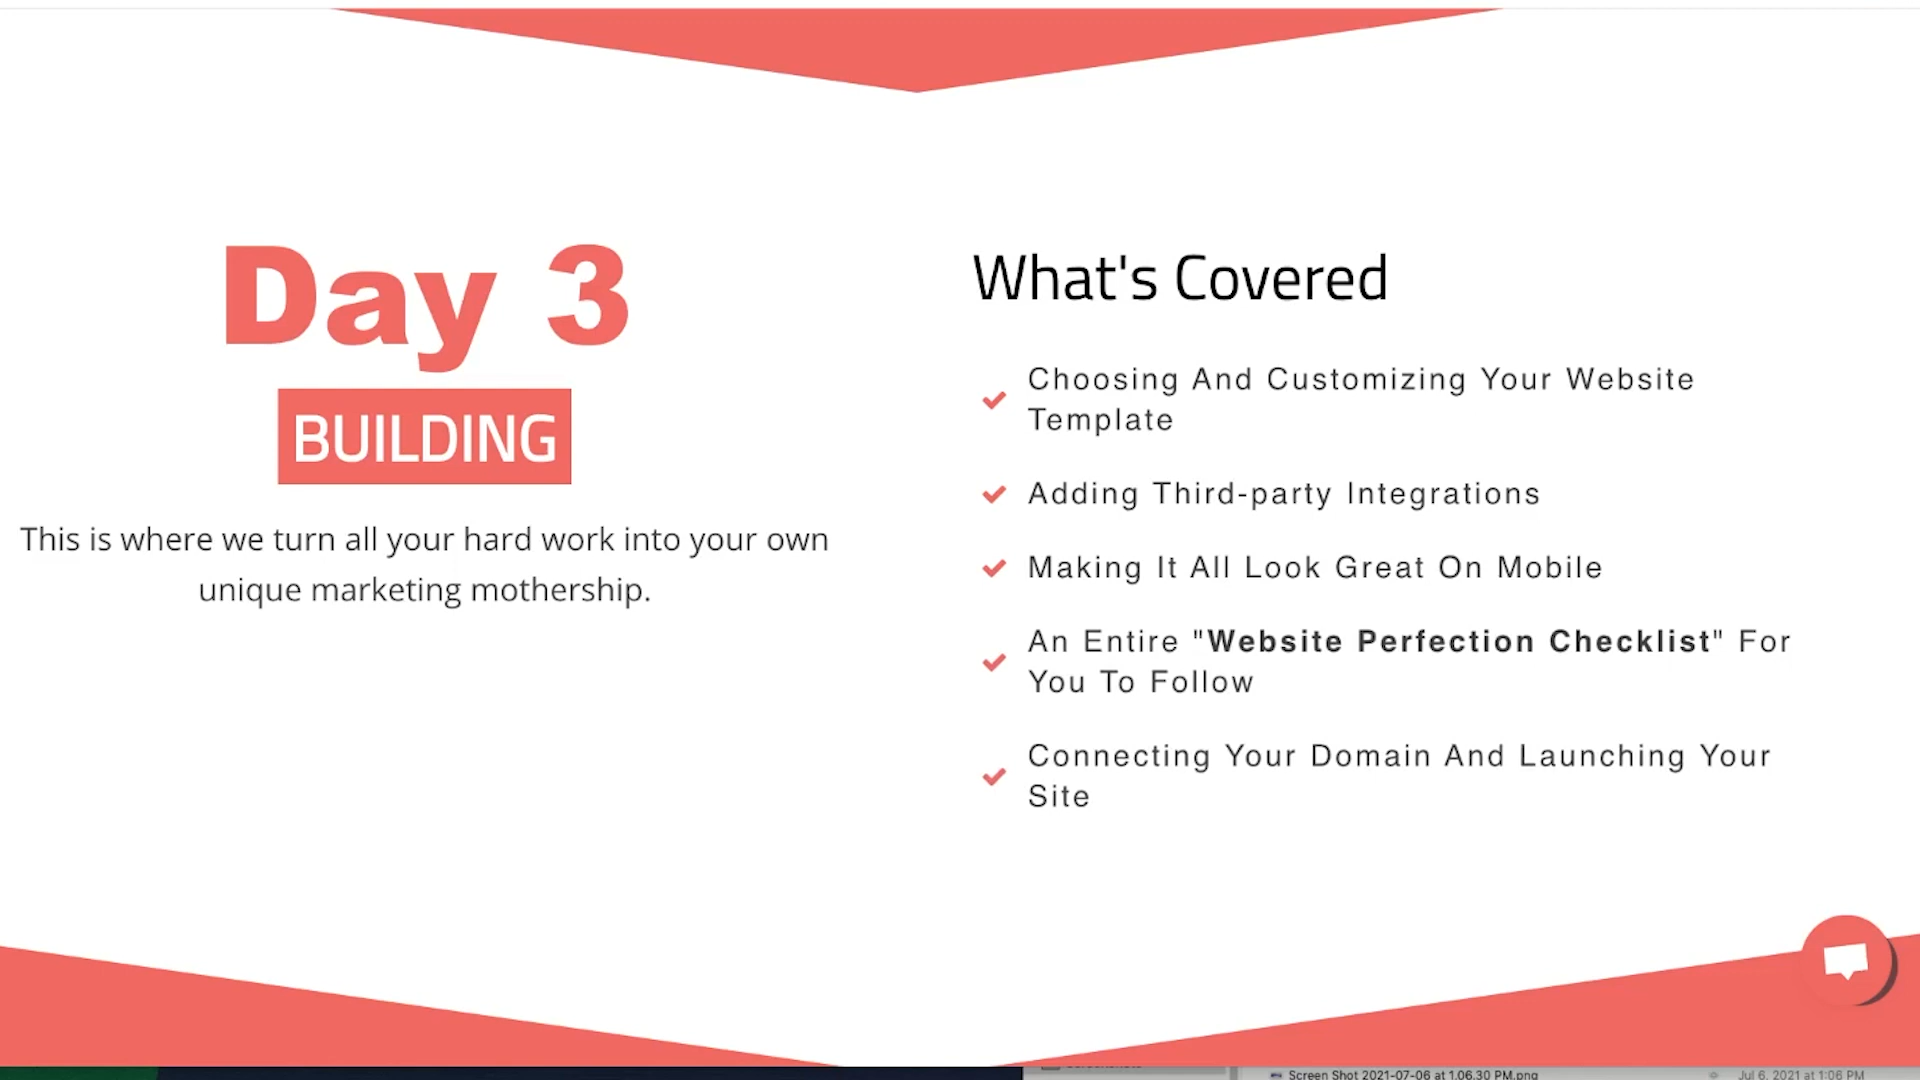 Day 3
BUILDING
This is where we turn all your hard work into your own
unique marketing mothership.
What's Covered
Choosing And Customizing Your Website
Template
Adding Third-party Integrations
Making It All Look Great On Mobile
An Entire "Website Perfection Checklist" For
You To Follow
Connecting Your Domain And Launching Your
Site
Screen Shot 2021-07-06 at 1.06.30 PM.png
Jul 6, 2021 at 1:06 PM